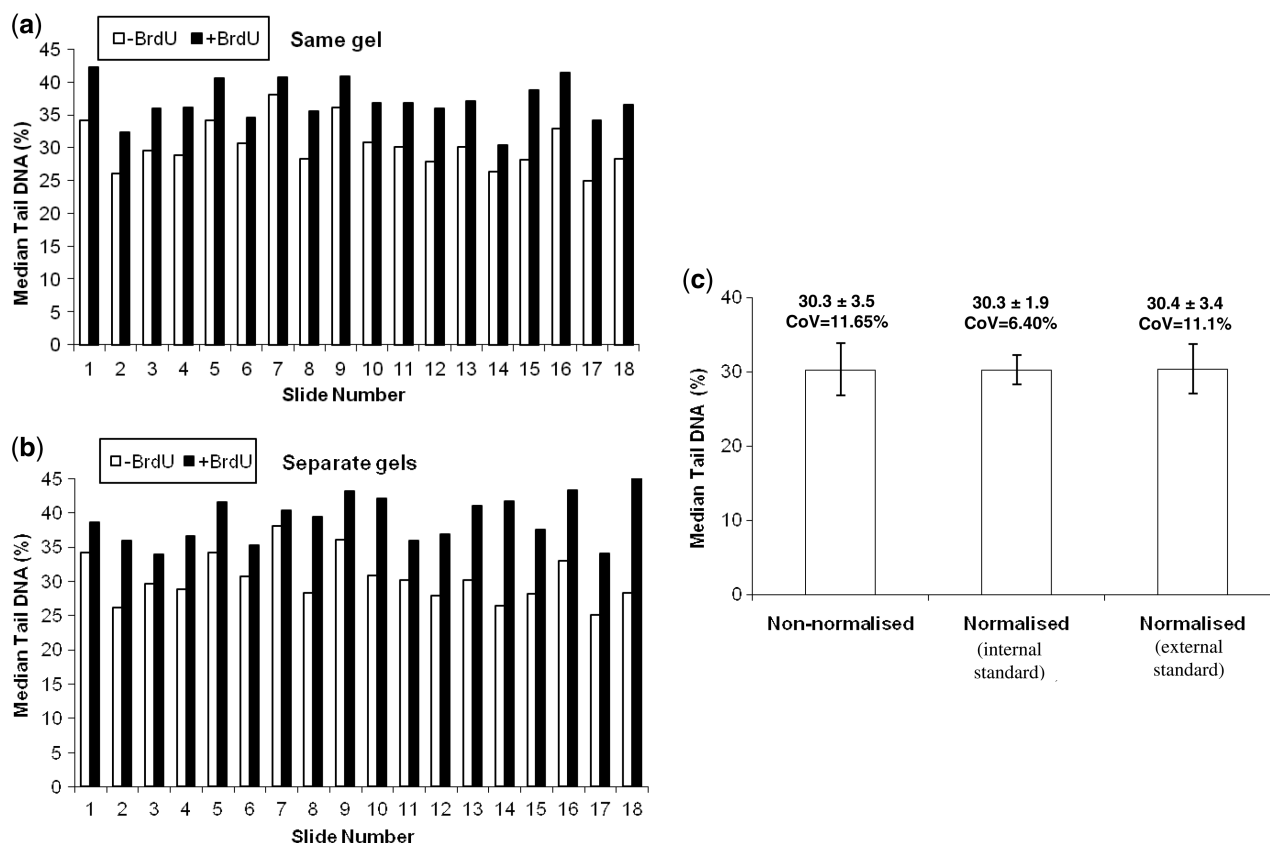 (a)
-BrdU +BrdU
Same gel
Median Tail DNA (%)
45
40
35
30
25
20
15
10
5
0
1 2 3 4 5 6 7 8 9 10 11 12 13 14 15 16 17 18
Slide Number
(b)
-BrdU +BrdU
Separate gels
Median Tail DNA (%)
45
40
35
30
25
20
15
10
5
0
1 2 3 4 5 6 7 8 9 10 11 12 13 14 15 16 17 18
Slide Number
(c)
Median Tail DNA (%)
40
30
20
10
0
30.3 ± 3.5
CoV=11.65%
30.3 ± 1.9
CoV=6.40%
30.4 ± 3.4
CoV=11.1%
Non-normalised
Normalised
(internal
standard)
Normalised
(external
standard)